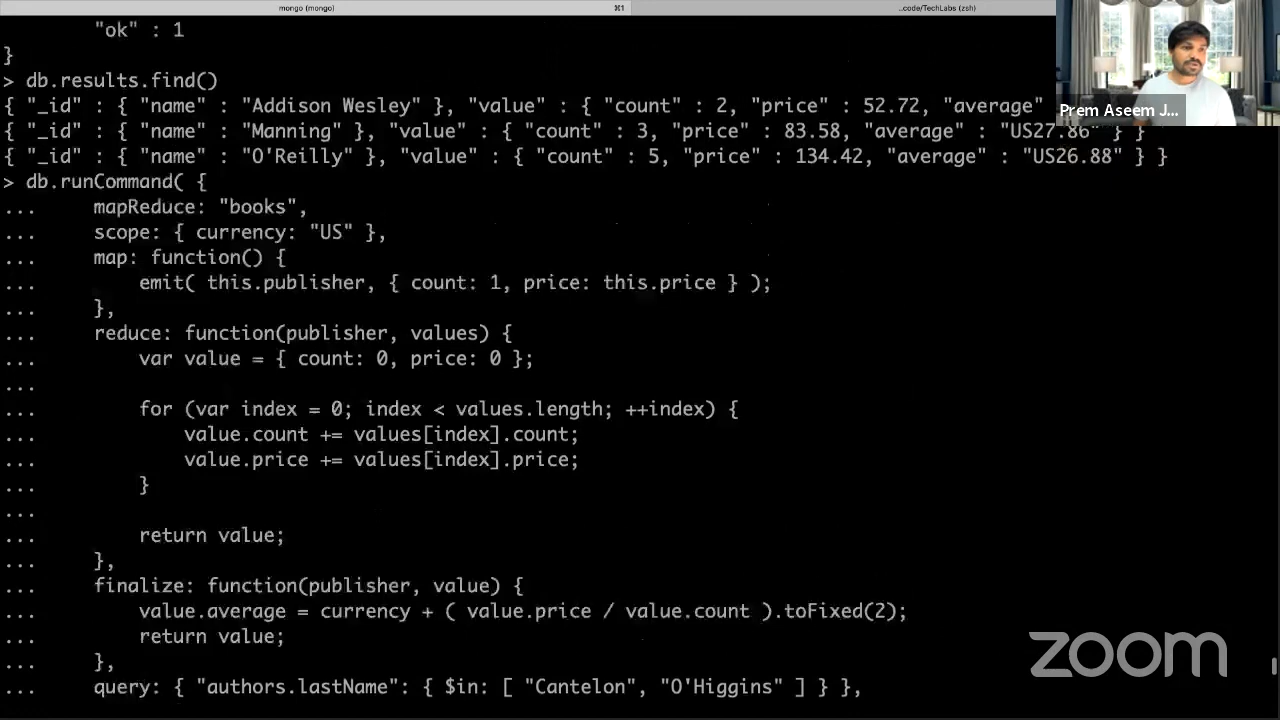 mongo (mongo)
⌘1
..code/TechLabs (zsh)
"ok" : 1
}
> db.results.find()
{ "_id" : { "name" : "Addison Wesley" }, "value" : { "count" : 2, "price" : 52.72, "average"
{ "_id" : { "name" : "Manning" }, "value" : { "count" : 3, "price" : 83.58, "average" : "US27.86" } }
{ "_id" : { "name" : "O'Reilly" }, "value" : { "count" : 5, "price" : 134.42, "average" : "US26.88" } }
> db.runCommand( {
... mapReduce: "books",
... scope: { currency: "US" },
... map: function() {
... emit( this.publisher, { count: 1, price: this.price } );
... },
... reduce: function(publisher, values) {
... var value = { count: 0, price: 0 };
...
... for (var index = 0; index < values.length; ++index) {
... value.count += values[index].count;
... value.price += values[index].price;
... }
...
... return value;
... },
... finalize: function(publisher, value) {
... value.average = currency + ( value.price / value.count ).toFixed(2);
... return value;
... },
... query: { "authors.lastName": { $in: [ "Cantelon", "O'Higgins" ] } },
Prem Aseem J...
zoom